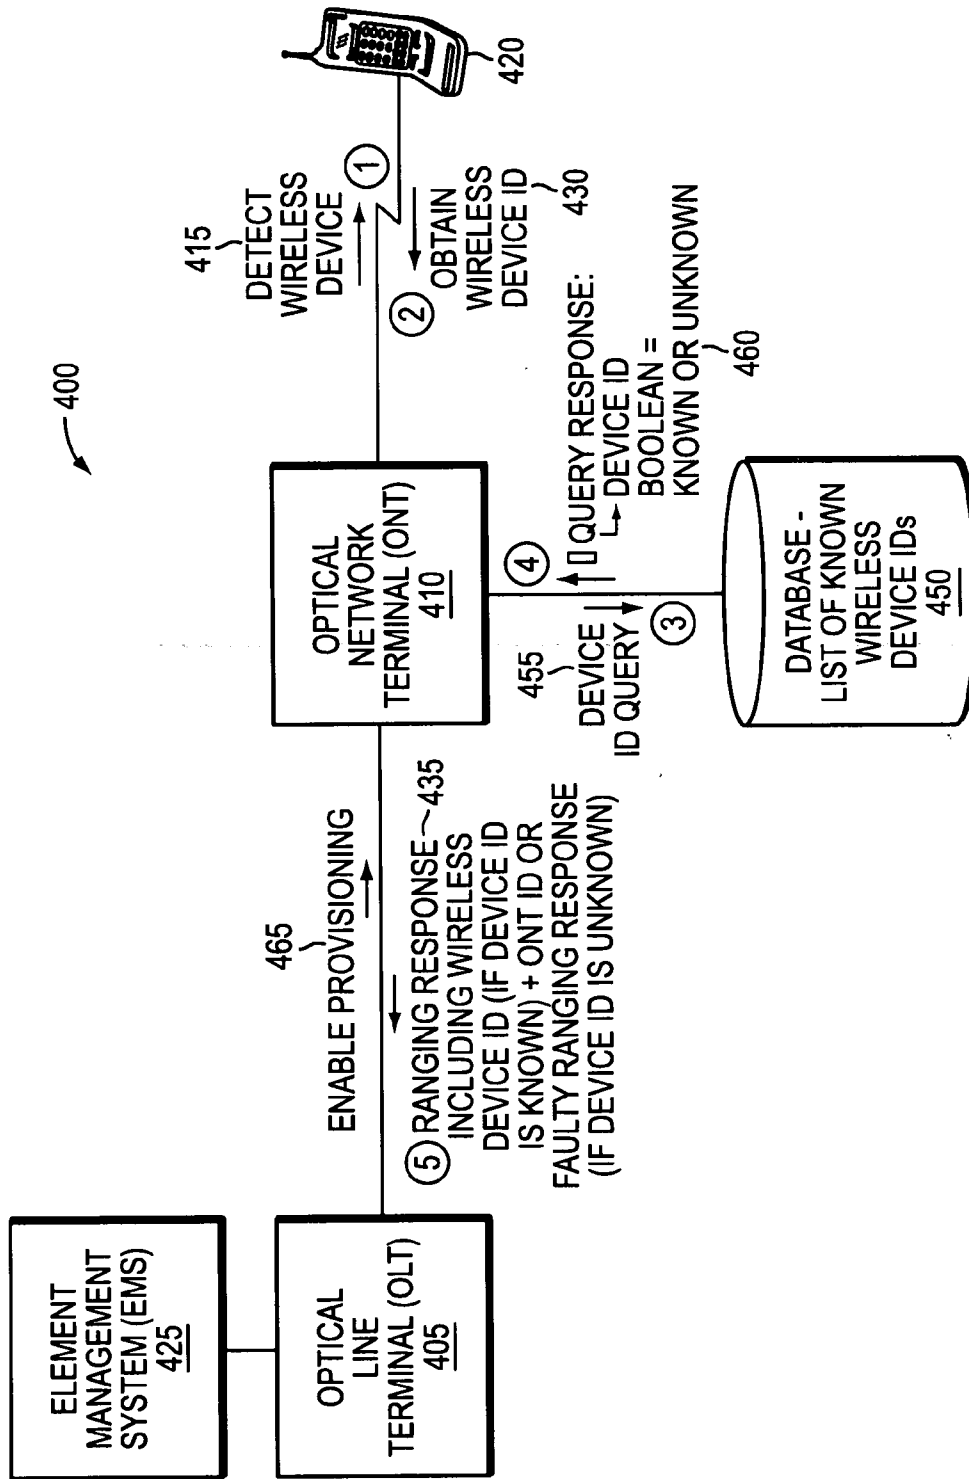 400
ELEMENT
MANAGEMENT
SYSTEM (EMS)
425
OPTICAL
LINE
TERMINAL (OLT)
405
465
ENABLE PROVISIONING
5 RANGING RESPONSE 435
INCLUDING WIRELESS
DEVICE ID (IF DEVICE ID
IS KNOWN) + ONT ID OR
FAULTY RANGING RESPONSE
(IF DEVICE ID IS UNKNOWN)
OPTICAL
NETWORK
TERMINAL (ONT)
410
415
DETECT
WIRELESS
DEVICE
1
2
OBTAIN
WIRELESS
DEVICE ID
430
420
455
DEVICE
ID QUERY
3
4
QUERY RESPONSE:
DEVICE ID
BOOLEAN =
KNOWN OR UNKNOWN
460
DATABASE -
LIST OF KNOWN
WIRELESS
DEVICE IDs
450